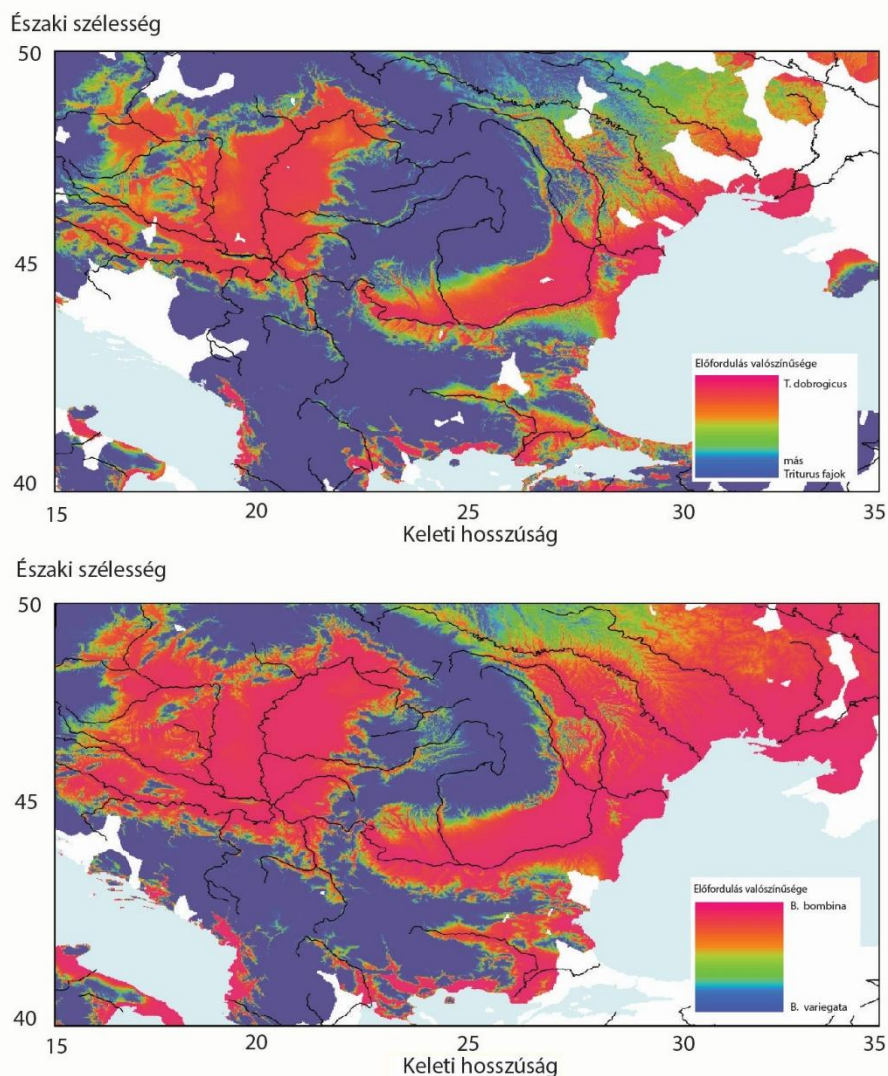 Északi szélesség
50
45
40
Előfordulás valószínűsége
T. dobrogicus
más
Triturus fajok
15
20
25
30
35
Keleti hosszúság
Északi szélesség
50
45
40
Előfordulás valószínűsége
B. bombina
B. variegata
15
20
25
30
35
Keleti hosszúság